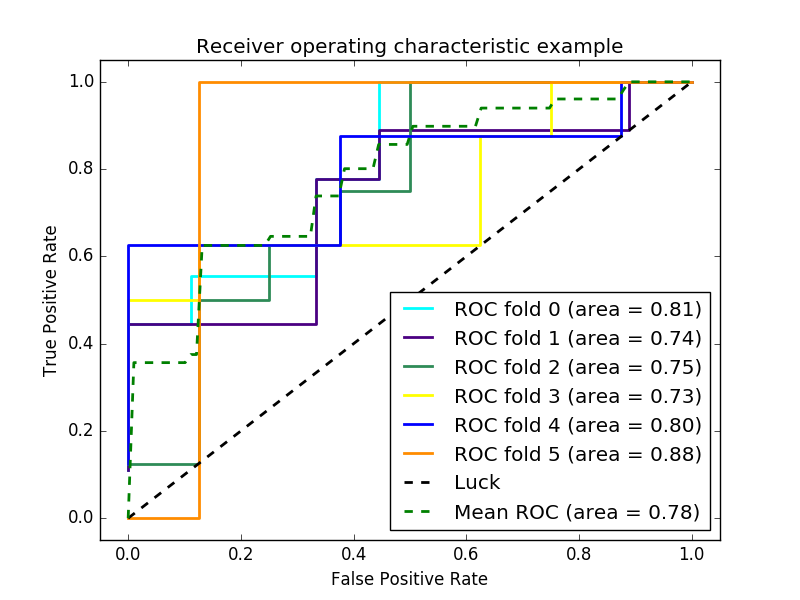 Receiver operating characteristic example
True Positive Rate
1.0
0.8
0.6
0.4
0.2
0.0
ROC fold 0 (area = 0.81)
ROC fold 1 (area = 0.74)
ROC fold 2 (area = 0.75)
ROC fold 3 (area = 0.73)
ROC fold 4 (area = 0.80)
ROC fold 5 (area = 0.88)
Luck
Mean ROC (area = 0.78)
0.0 0.2 0.4 0.6 0.8 1.0
False Positive Rate